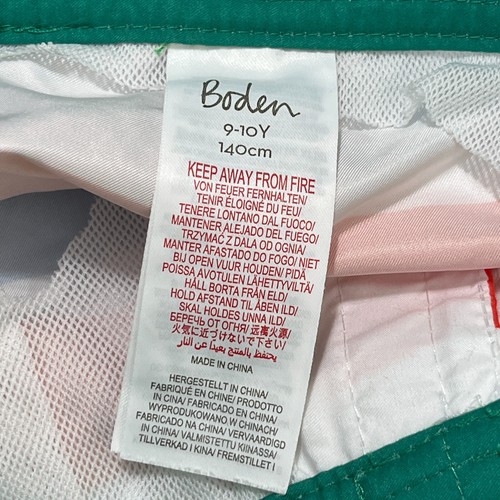 Boden
9-10Y
140cm
KEEP AWAY FROM FIRE
VON FEUER FERNHALTEN/
TENIR ÉLOIGNÉ DU FEU/
TENERE LONTANO DAL FUOCO/
MANTENER ALEJADO DEL FUEGO/
TRZYMAĆ Z DALA OD OGNIA/
MANTER AFASTADO DO FOGO/ NIET
BIJ OPEN VUUR HOUDEN/ PIDÄ
POISSA AVOTULEN LÄHETTYVILTÄ/
HÅLL BORTA FRÅN ELD/
HOLD AFSTAND TIL ÅBEN ILD/
SKAL HOLDES UNNA ILD/
БЕРЕЧЬ ОТ ОГНЯ/ 远离火源/
火気に近づけないで下さい/
يحتفظ بالمنتج بعيدًا عن النار
MADE IN CHINA
HERGESTELLT IN CHINA/
FABRIQUÉ EN CHINE/ PRODOTTO
IN CINA/ FABRICADO EN CHINA/
WYPRODUKOWANO W CHINACH/
FABRICADO NA CHINA/ VERVAARDIGD
IN CHINA/ VALMISTETTU KIINASSA/
TILLVERKAD I KINA/ FREMSTILLET I